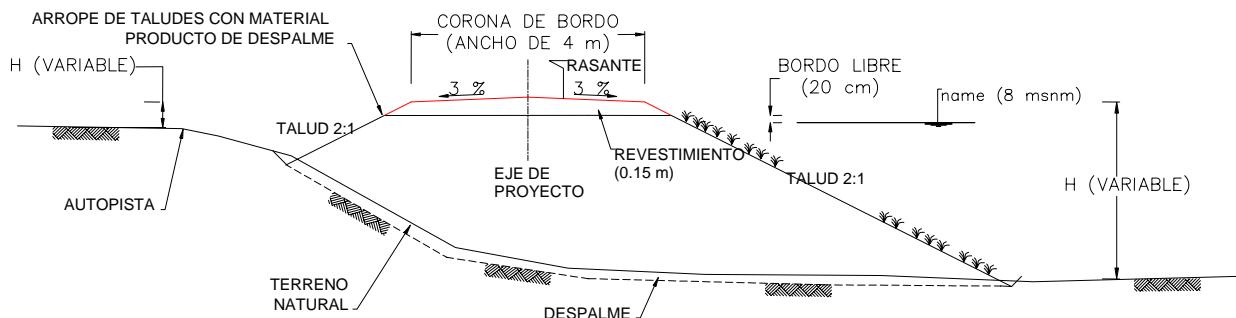 ARROPE DE TALUDES CON MATERIAL
PRODUCTO DE DESPALME
CORONA DE BORDO
(ANCHO DE 4 m)
RASANTE
H (VARIABLE)
3 %
3 %
BORDO LIBRE
(20 cm)
name (8 msnm)
TALUD 2:1
REVESTIMIENTO
(0.15 m)
EJE DE
PROYECTO
TALUD 2:1
H (VARIABLE)
AUTOPISTA
TERRENO
NATURAL
DESPALME